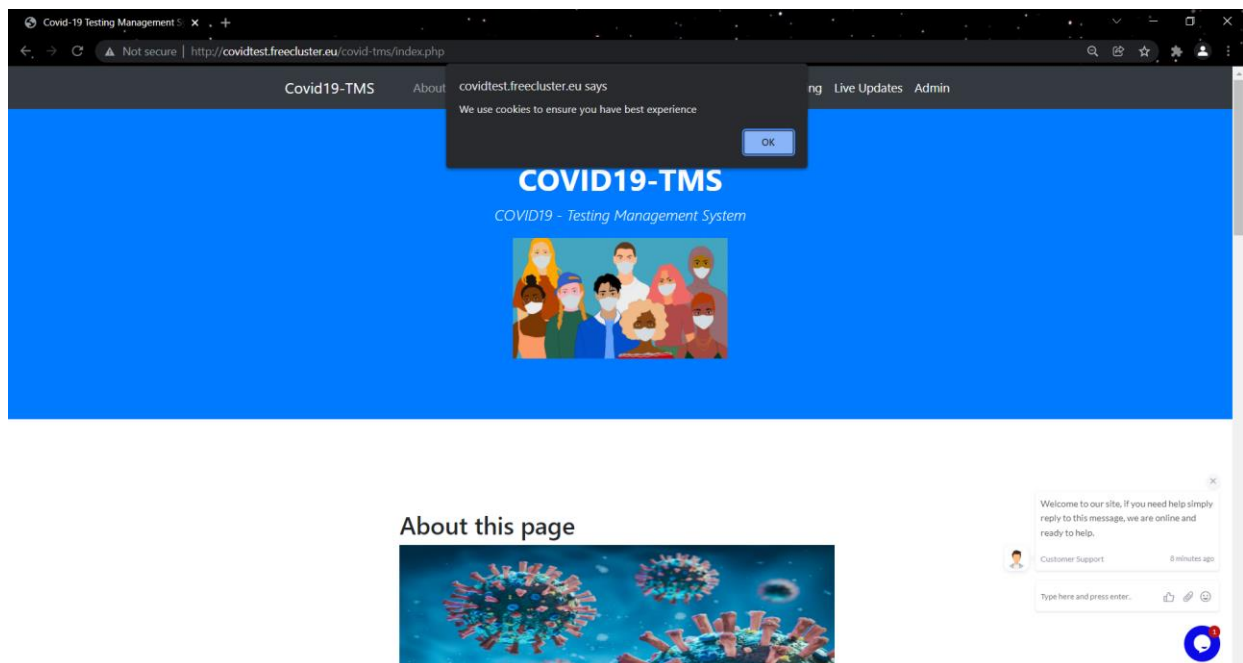 Covid-19 Testing Management S
Not secure | http://covidtest.freecluster.eu/covid-tms/index.php
Covid19-TMS About ng Live Updates Admin
covidtest.freecluster.eu says
We use cookies to ensure you have best experience
OK
COVID19-TMS
COVID19 - Testing Management System
About this page
Welcome to our site, If you need help simply
reply to this message, we are online and
ready to help.
Customer Support 8 minutes ago
Type here and press enter..
1